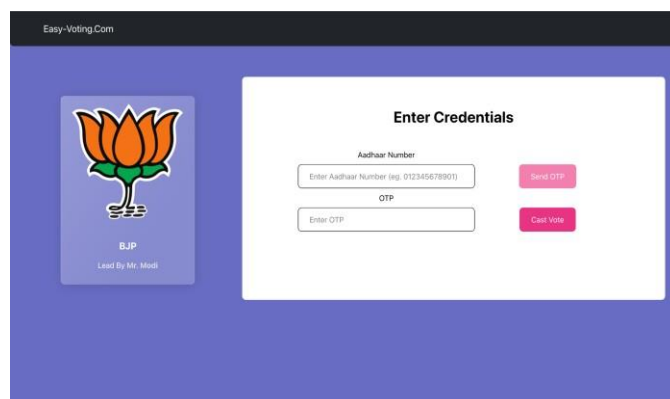 Easy-Voting.Com
BJP
Lead By Mr. Modi
Enter Credentials
Aadhaar Number
Enter Aadhaar Number (eg. 012345678901)
Send OTP
OTP
Enter OTP
Cast Vote